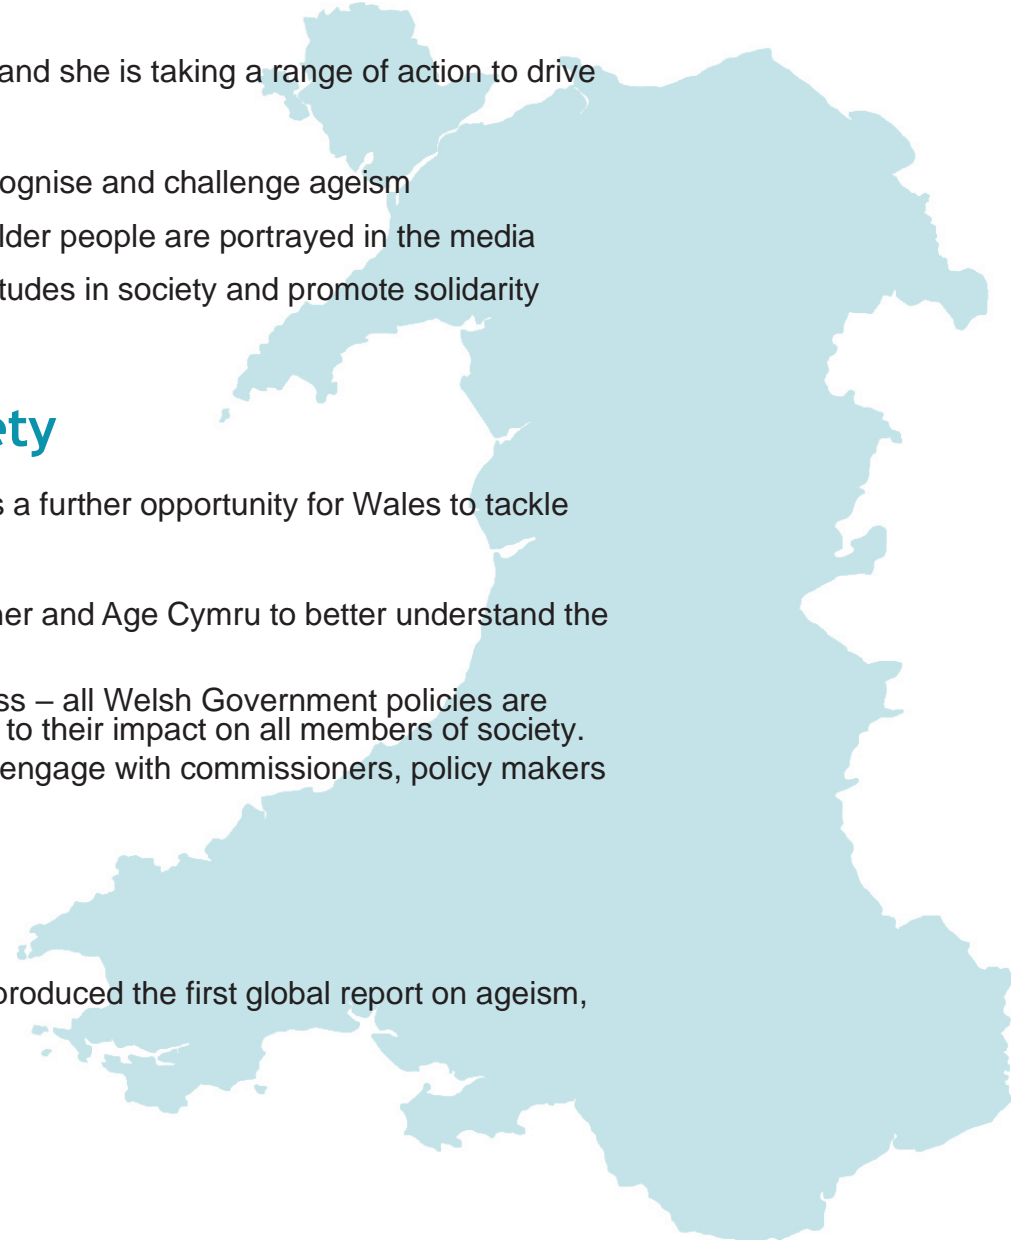 and she is taking a range of action to drive
ognise and challenge ageism
lder people are portrayed in the media
tudes in society and promote solidarity
ety
s a further opportunity for Wales to tackle
ner and Age Cymru to better understand the
ss – all Welsh Government policies are
to their impact on all members of society.
engage with commissioners, policy makers
produced the first global report on ageism,